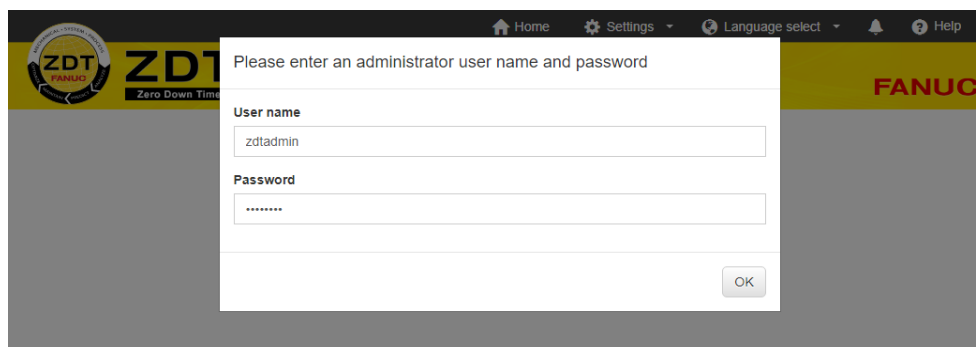 Home Settings Language select Help
ZDT
FANUC
ZDT
Zero Down Time
FANUC
Please enter an administrator user name and password
User name
zdtadmin
Password
••••••••
OK